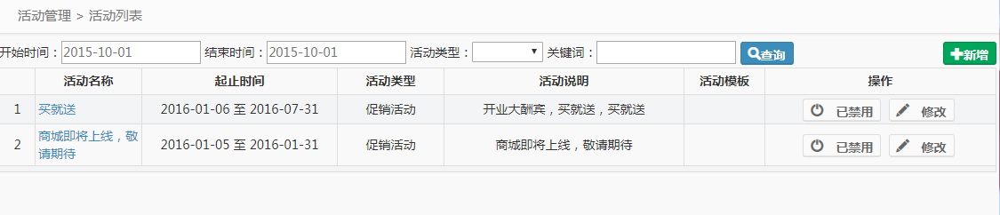 活动管理 > 活动列表
开始时间：2015-10-01 结束时间：2015-10-01 活动类型： 关键词： 查询 新增
活动名称 起止时间 活动类型 活动说明 活动模板 操作
1 买就送 2016-01-06 至 2016-07-31 促销活动 开业大酬宾，买就送，买就送 已禁用 修改
2 商城即将上线，敬请期待 2016-01-05 至 2016-01-31 促销活动 商城即将上线，敬请期待 已禁用 修改